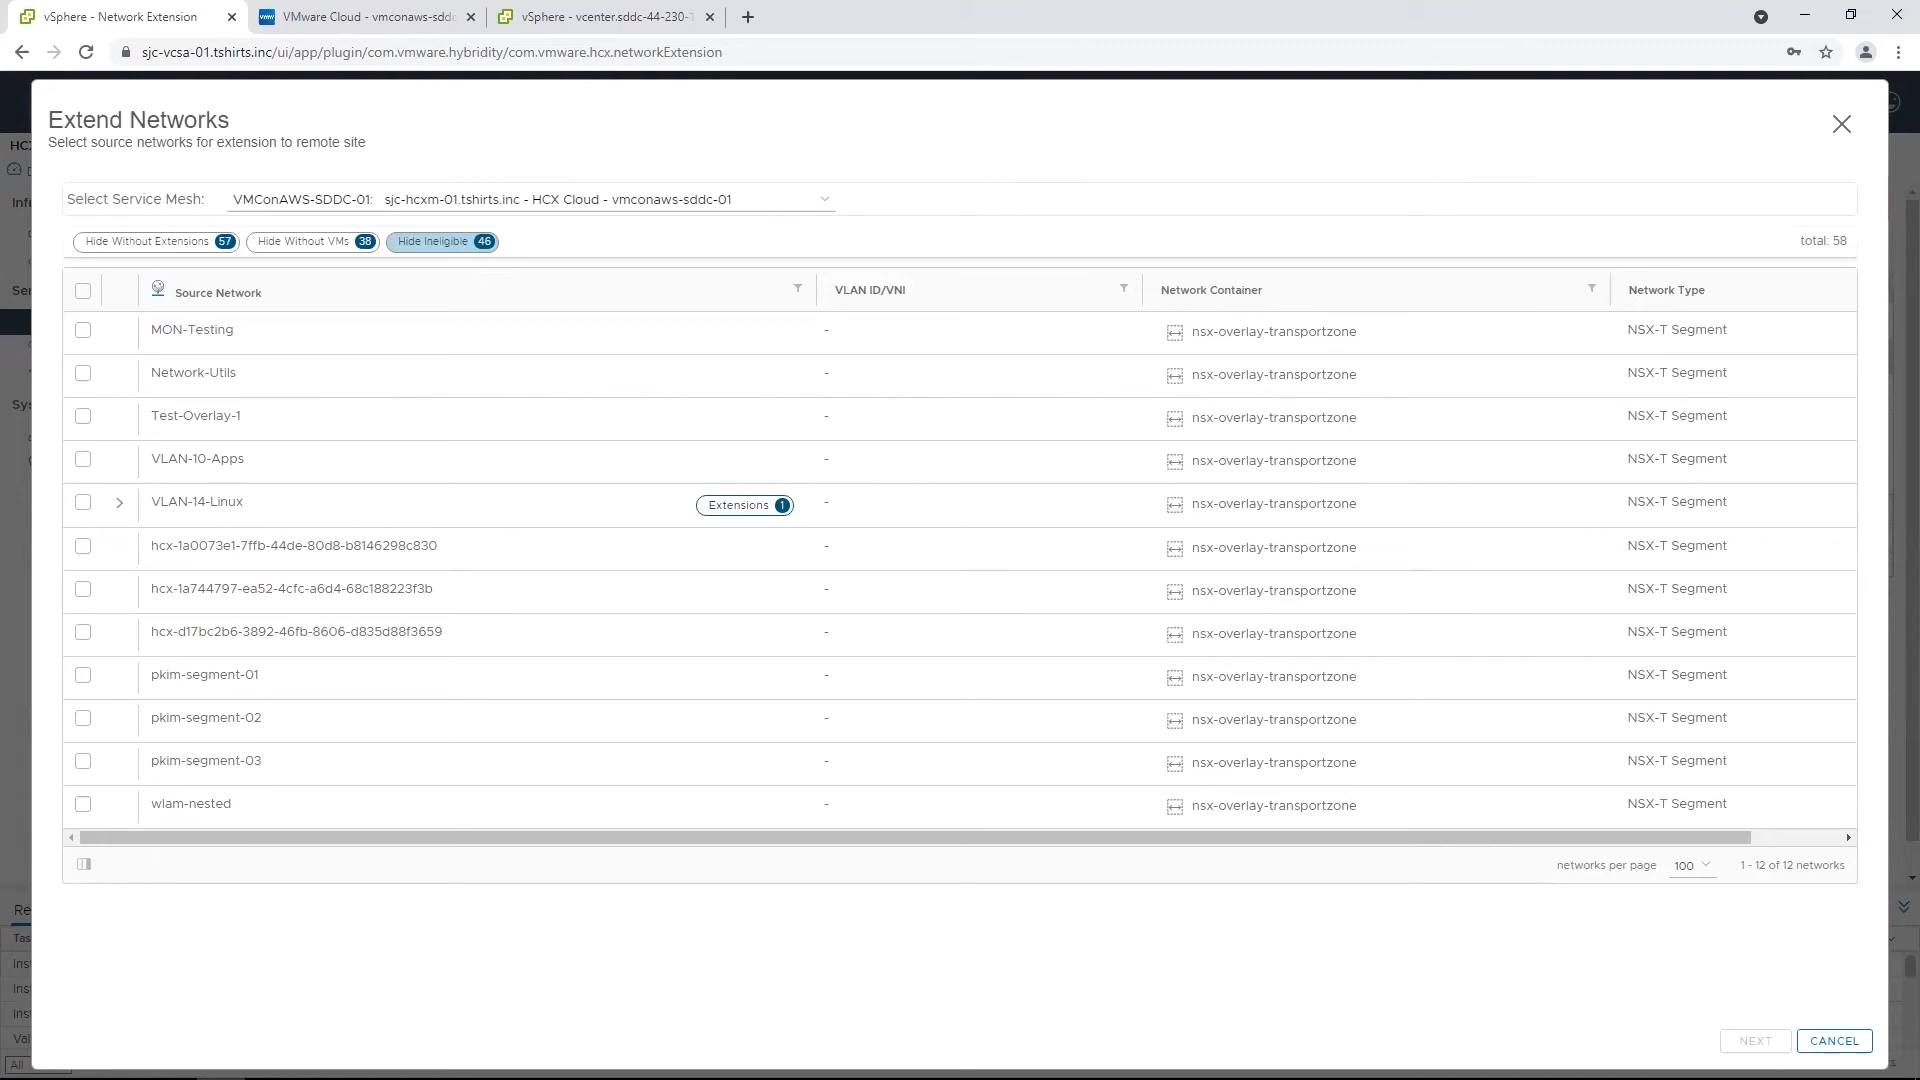 vSphere - Network Extension
VMware Cloud - vmconaws-sddc
vSphere - vcenter.sddc-44-230-
sjc-vcsa-01.tshirts.inc/ui/app/plugin/com.vmware.hybridity/com.vmware.hcx.networkExtension
Extend Networks
Select source networks for extension to remote site
HCX
Select Service Mesh: VMConAWS-SDDC-01: sjc-hcxm-01.tshirts.inc - HCX Cloud - vmconaws-sddc-01
Hide Without Extensions 57 Hide Without VMs 38 Hide Ineligible 46 total: 58
Source Network VLAN ID/VNI Network Container Network Type
MON-Testing - nsx-overlay-transportzone NSX-T Segment
Network-Utils - nsx-overlay-transportzone NSX-T Segment
Test-Overlay-1 - nsx-overlay-transportzone NSX-T Segment
VLAN-10-Apps - nsx-overlay-transportzone NSX-T Segment
VLAN-14-Linux Extensions 1 - nsx-overlay-transportzone NSX-T Segment
hcx-1a0073e1-7ffb-44de-80d8-b8146298c830 - nsx-overlay-transportzone NSX-T Segment
hcx-1a744797-ea52-4cfc-a6d4-68c188223f3b - nsx-overlay-transportzone NSX-T Segment
hcx-d17bc2b6-3892-46fb-8606-d835d88f3659 - nsx-overlay-transportzone NSX-T Segment
pkim-segment-01 - nsx-overlay-transportzone NSX-T Segment
pkim-segment-02 - nsx-overlay-transportzone NSX-T Segment
pkim-segment-03 - nsx-overlay-transportzone NSX-T Segment
wlam-nested - nsx-overlay-transportzone NSX-T Segment
networks per page 100 1 - 12 of 12 networks
NEXT CANCEL
All